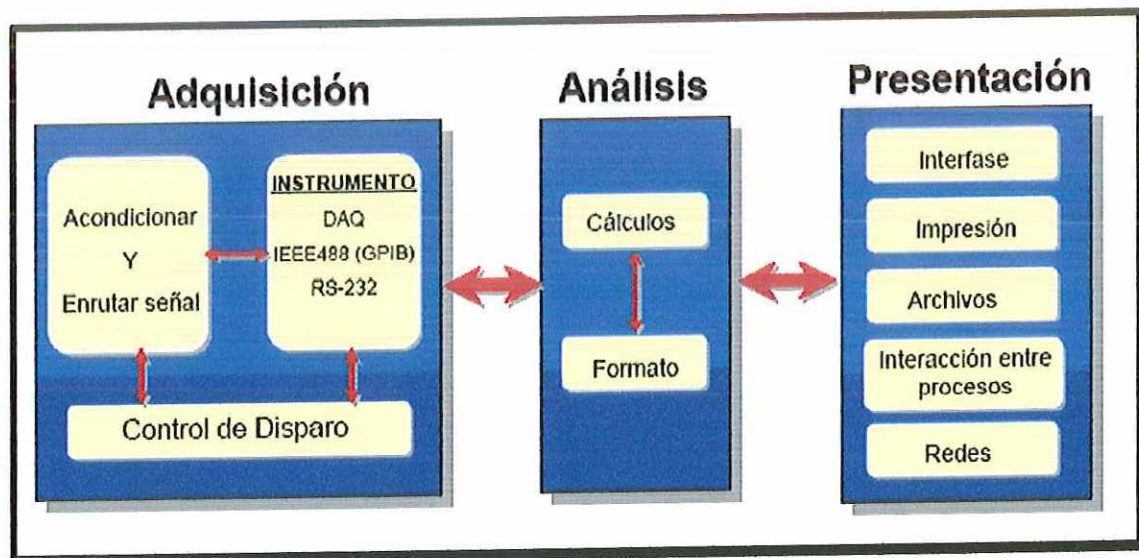 Adquisición
Acondicionar
Y
Enrutar señal
INSTRUMENTO
DAQ
IEEE488 (GPIB)
RS-232
Control de Disparo
Análisis
Cálculos
Formato
Presentación
Interfase
Impresión
Archivos
Interacción entre
procesos
Redes